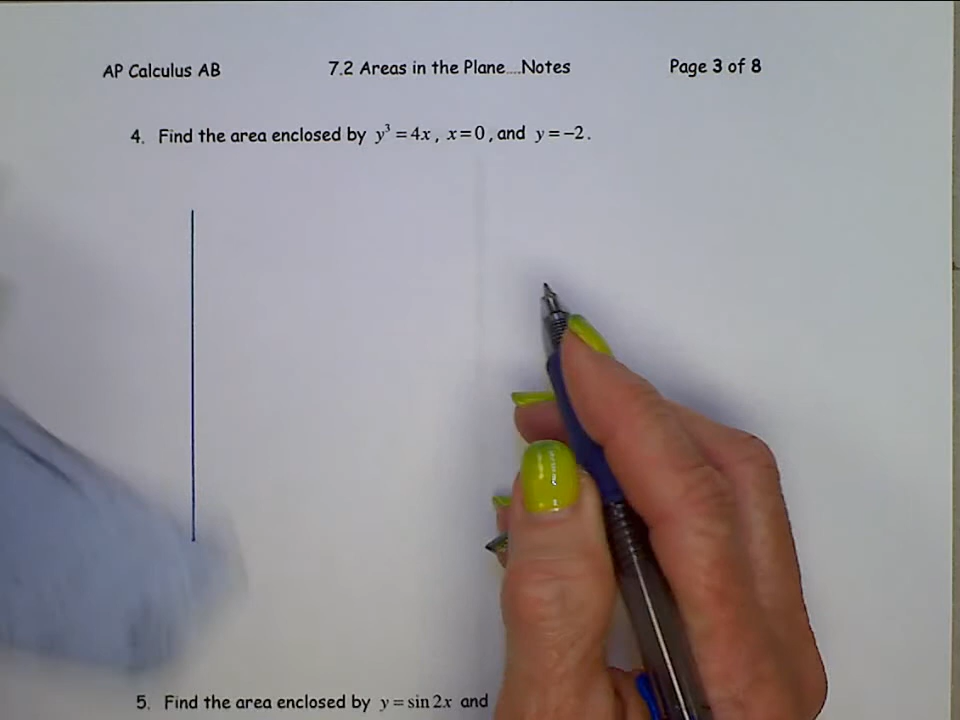 AP Calculus AB 7.2 Areas in the Plane....Notes Page 3 of 8
4. Find the area enclosed by y³ = 4x , x = 0 , and y = −2 .
5. Find the area enclosed by y = sin 2x and